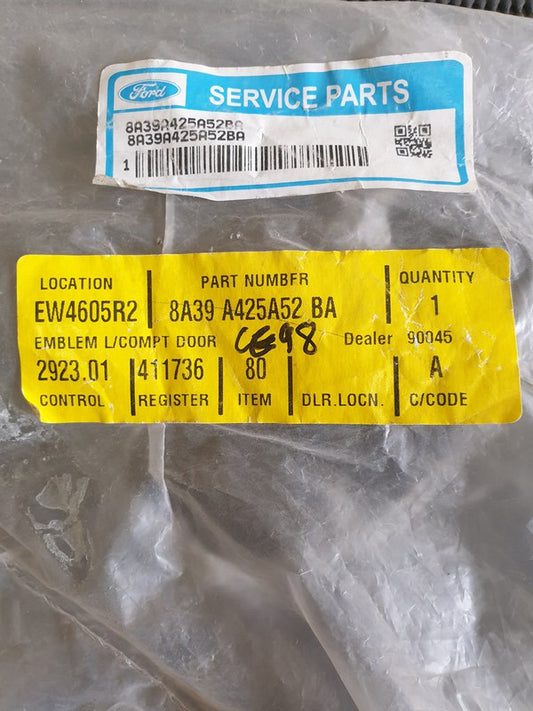 Ford SERVICE PARTS
8A39A425A52BA
8A39A425A52BA
1
LOCATION PART NUMBER QUANTITY
EW4605R2 8A39 A425A52 BA 1
EMBLEM L/COMPT DOOR CE98 Dealer 90045
2923.01 411736 80 A
CONTROL REGISTER ITEM DLR.LOCN. C/CODE